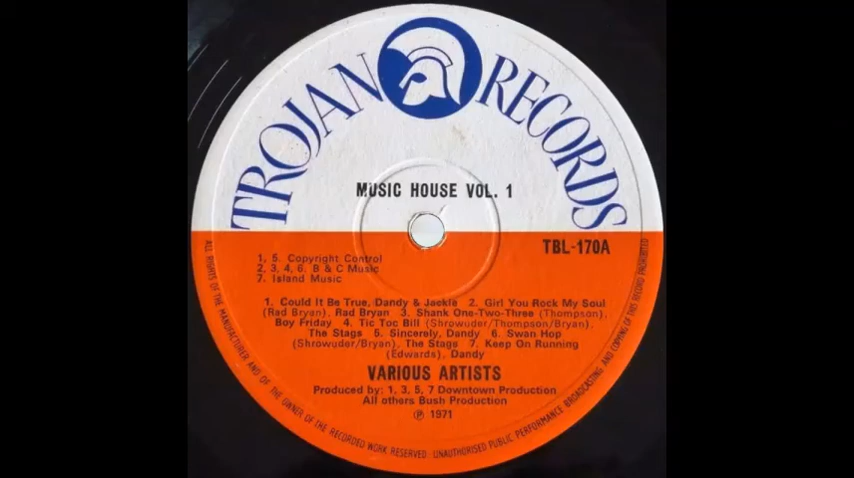 TROJAN RECORDS
MUSIC HOUSE VOL. 1
TBL-170A
1, 5. Copyright Control
2, 3, 4, 6. B & C Music
7. Island Music
1. Could It Be True, Dandy & Jackie 2. Girl You Rock My Soul
(Rad Bryan), Rad Bryan 3. Shank One-Two-Three (Thompson),
Boy Friday 4. Tic Toc Bill (Shrowuder/Thompson/Bryan),
The Stags 5. Sincerely, Dandy 6. Swan Hop
(Shrowuder/Bryan), The Stags 7. Keep On Running
(Edwards), Dandy
VARIOUS ARTISTS
Produced by: 1, 3, 5, 7 Downtown Production
All others Bush Production
℗ 1971
ALL RIGHTS OF THE MANUFACTURER AND OF THE OWNER OF THE RECORDED WORK RESERVED. UNAUTHORISED PUBLIC PERFORMANCE BROADCASTING AND COPYING OF THIS RECORD PROHIBITED